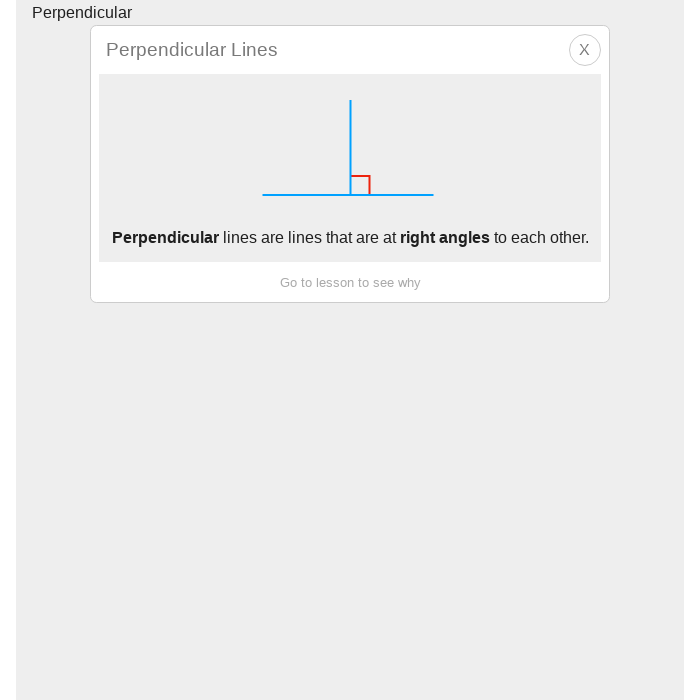 Perpendicular
Perpendicular Lines
X
Perpendicular lines are lines that are at right angles to each other.
Go to lesson to see why